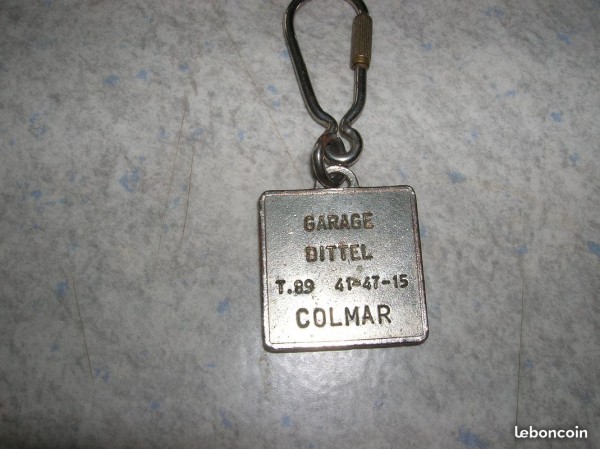 GARAGE
DITTEL
T.89 41-47-15
COLMAR
leboncoin